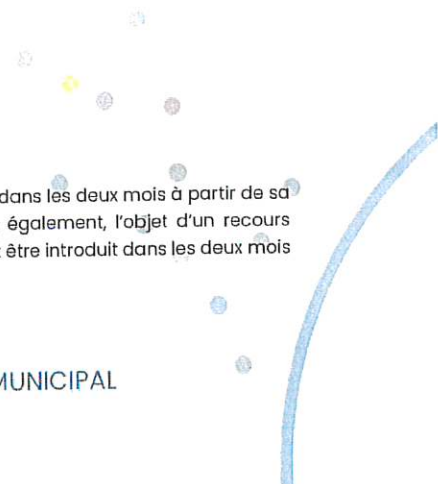 dans les deux mois à partir de sa
également, l'objet d'un recours
être introduit dans les deux mois
MUNICIPAL